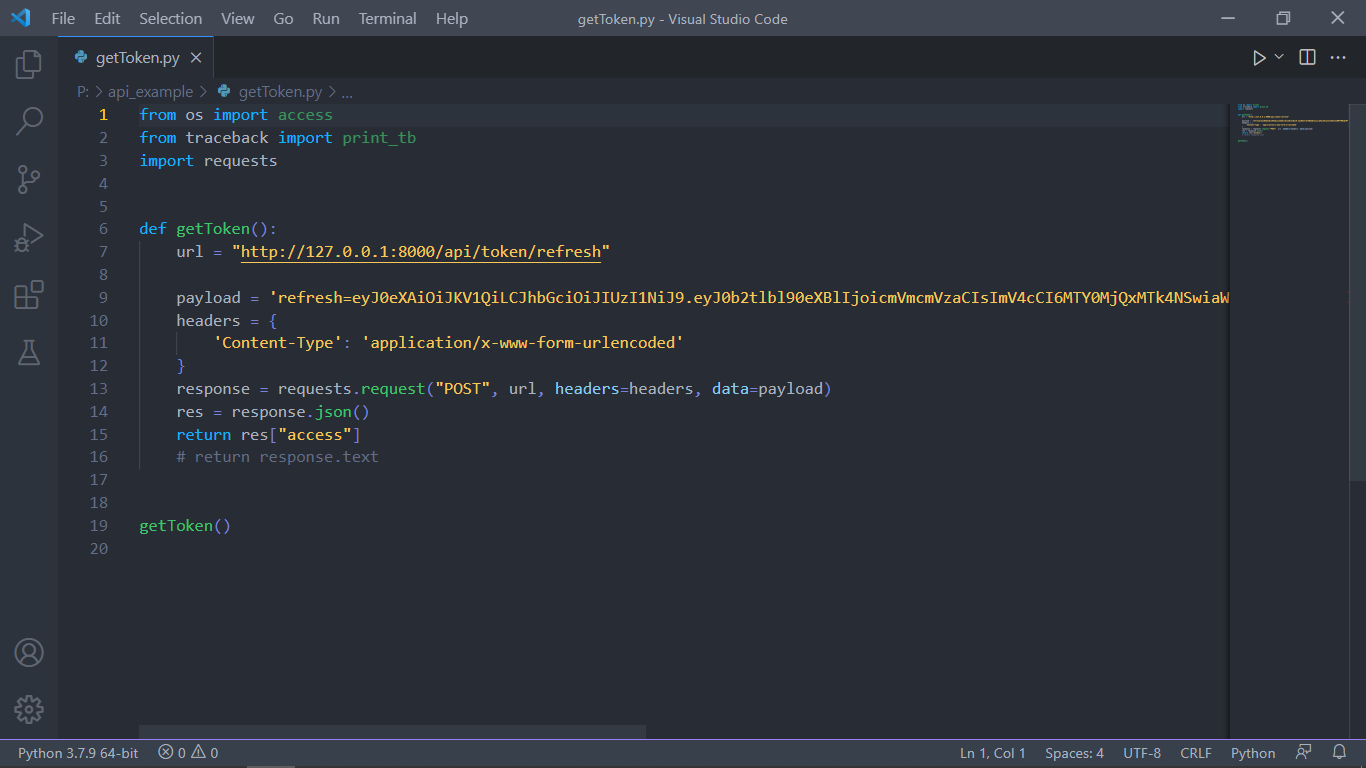 File Edit Selection View Go Run Terminal Help getToken.py - Visual Studio Code
getToken.py
P: > api_example > getToken.py > ...
1 from os import access
2 from traceback import print_tb
3 import requests
4
5
6 def getToken():
7 url = "http://127.0.0.1:8000/api/token/refresh"
8
9 payload = 'refresh=eyJ0eXAiOiJKV1QiLCJhbGciOiJIUzI1NiJ9.eyJ0b2tlbl90eXBlIjoicmVmcmVzaCIsImV4cCI6MTY0MjQxMTk4NSwiaW
10 headers = {
11 'Content-Type': 'application/x-www-form-urlencoded'
12 }
13 response = requests.request("POST", url, headers=headers, data=payload)
14 res = response.json()
15 return res["access"]
16 # return response.text
17
18
19 getToken()
20
Python 3.7.9 64-bit 0 0 Ln 1, Col 1 Spaces: 4 UTF-8 CRLF Python